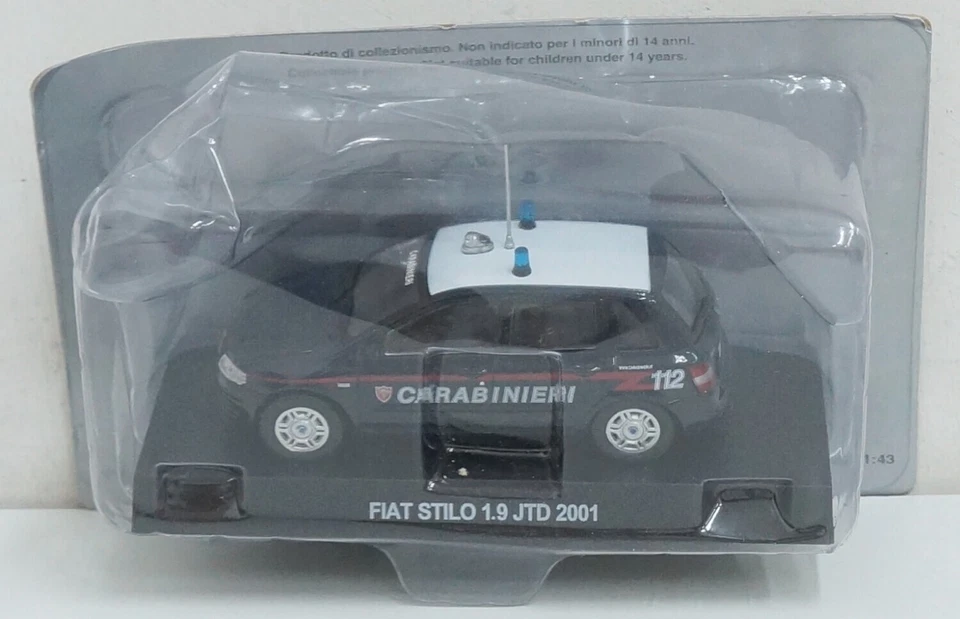 di collezionismo. Non indicato per i minori di 14 anni.
suitable for children under 14 years.
CARABINIERI
112
CARABINIERI
1:43
FIAT STILO 1.9 JTD 2001